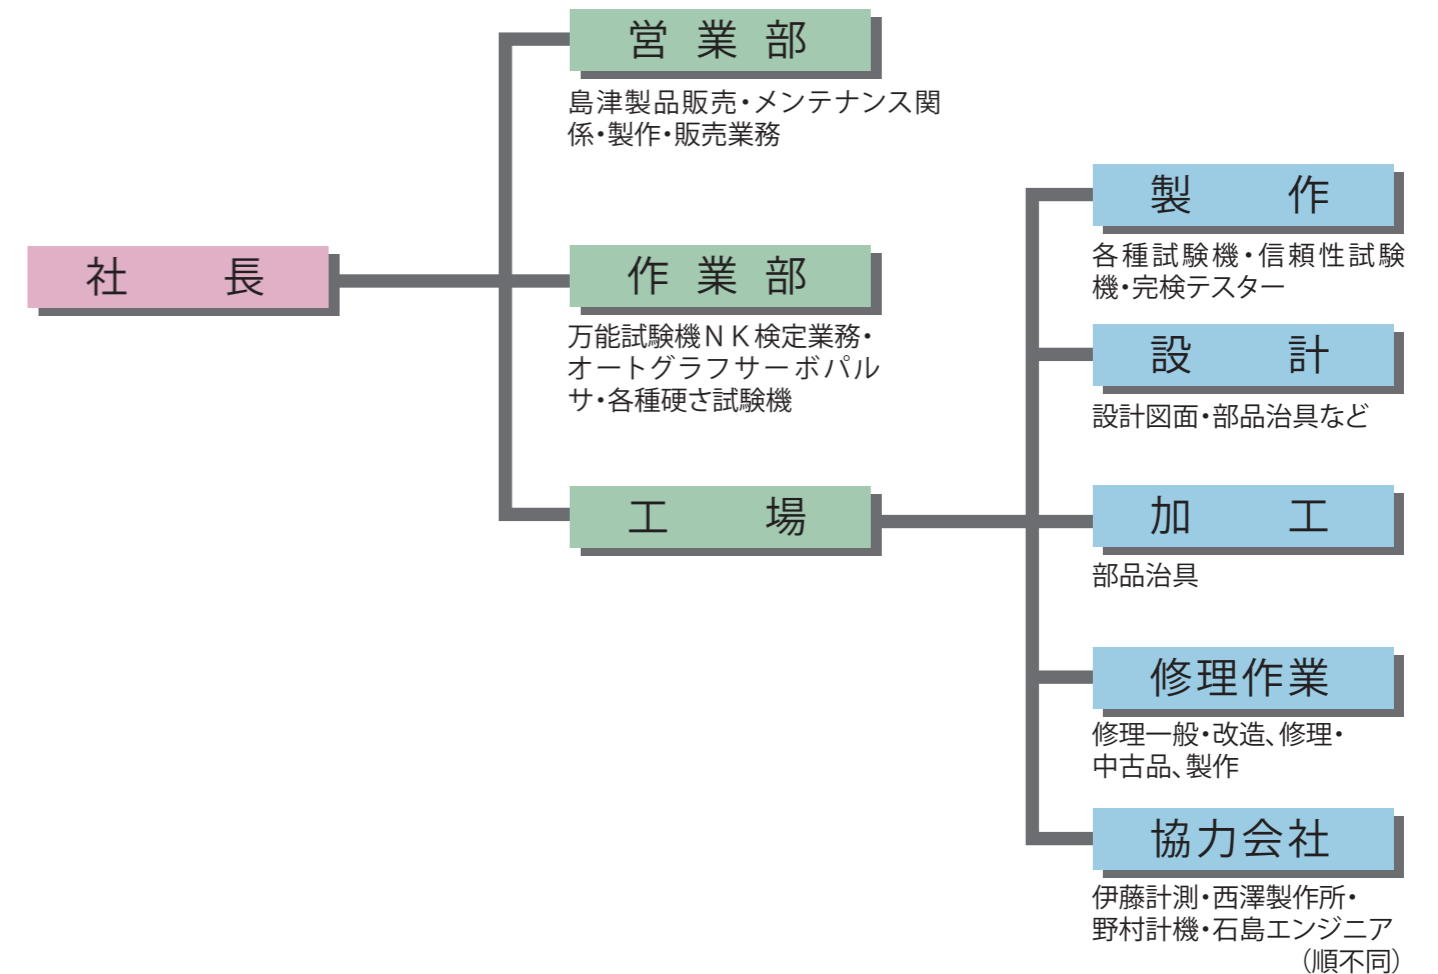 社長
営業部
島津製品販売・メンテナンス関
係・製作・販売業務
作業部
万能試験機NK検定業務・
オートグラフサーボパル
サ・各種硬さ試験機
工場
製作
各種試験機・信頼性試験
機・完検テスター
設計
設計図面・部品治具など
加工
部品治具
修理作業
修理一般・改造、修理・
中古品、製作
協力会社
伊藤計測・西澤製作所・
野村計機・石島エンジニア
（順不同）